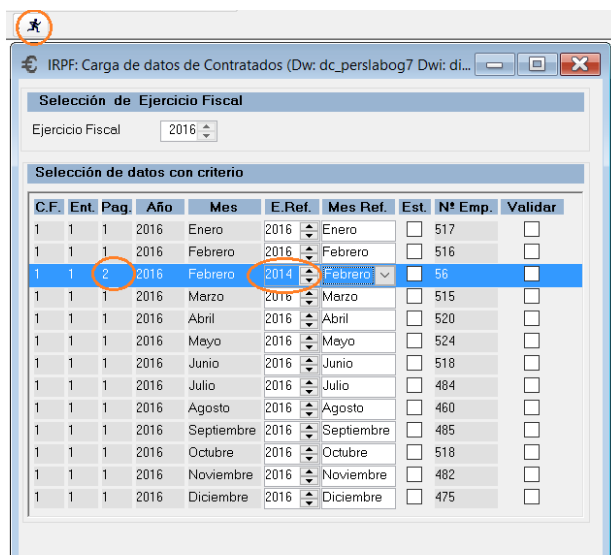 IRPF: Carga de datos de Contratados (Dw: dc_perslabog7 Dwi: di...
Selección de Ejercicio Fiscal
Ejercicio Fiscal 2016
Selección de datos con criterio
C.F. Ent. Pag. Año Mes E.Ref. Mes Ref. Est. Nº Emp. Validar
1 1 1 2016 Enero 2016 Enero 517
1 1 1 2016 Febrero 2016 Febrero 516
1 1 2 2016 Febrero 2014 Febrero 56
1 1 1 2016 Marzo 2016 Marzo 515
1 1 1 2016 Abril 2016 Abril 520
1 1 1 2016 Mayo 2016 Mayo 524
1 1 1 2016 Junio 2016 Junio 518
1 1 1 2016 Julio 2016 Julio 484
1 1 1 2016 Agosto 2016 Agosto 460
1 1 1 2016 Septiembre 2016 Septiembre 485
1 1 1 2016 Octubre 2016 Octubre 518
1 1 1 2016 Noviembre 2016 Noviembre 482
1 1 1 2016 Diciembre 2016 Diciembre 475